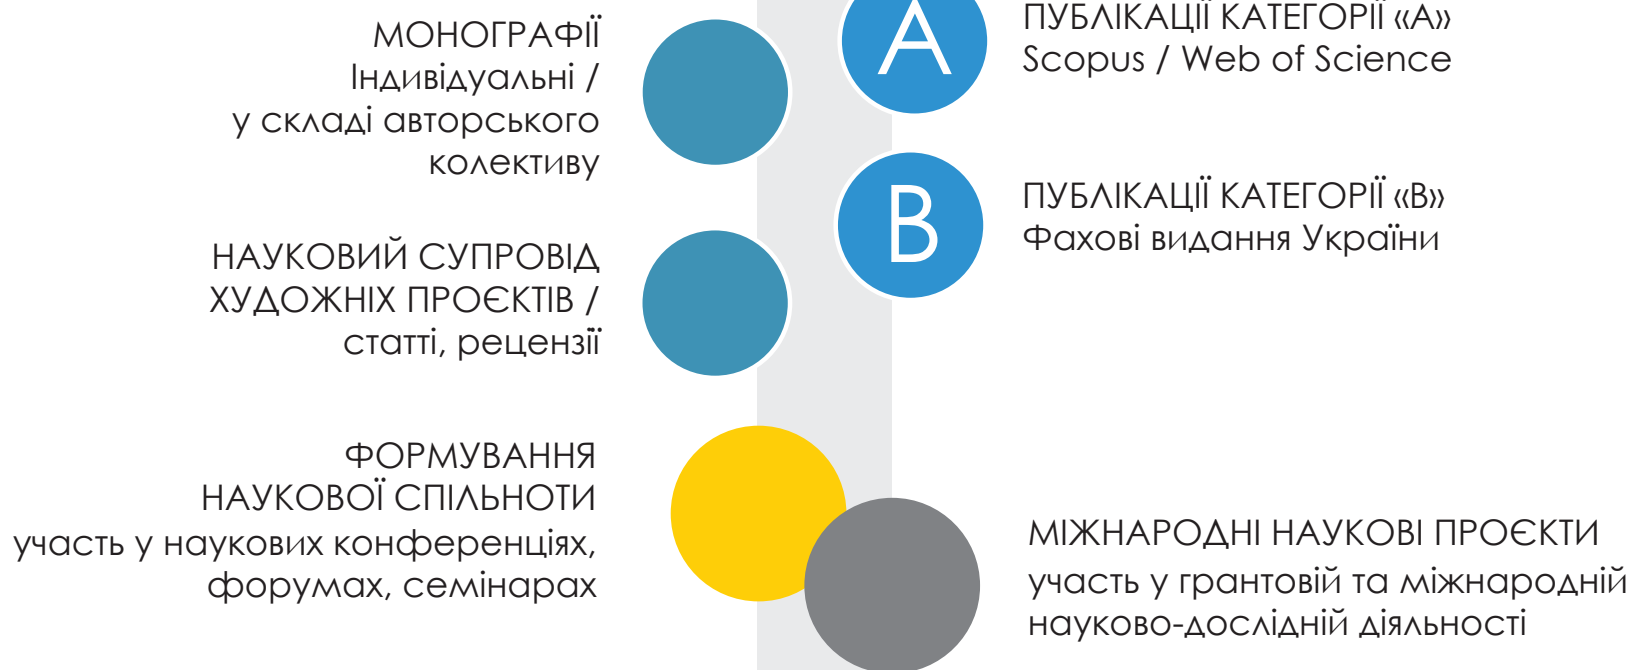 МОНОГРАФІЇ
Індивідуальні /
у складі авторського
колективу
A
ПУБЛІКАЦІЇ КАТЕГОРІЇ «А»
Scopus / Web of Science
B
ПУБЛІКАЦІЇ КАТЕГОРІЇ «В»
Фахові видання України
НАУКОВИЙ СУПРОВІД
ХУДОЖНІХ ПРОЄКТІВ /
статті, рецензії
ФОРМУВАННЯ
НАУКОВОЇ СПІЛЬНОТИ
участь у наукових конференціях,
форумах, семінарах
МІЖНАРОДНІ НАУКОВІ ПРОЄКТИ
участь у грантовій та міжнародній
науково-дослідній діяльності